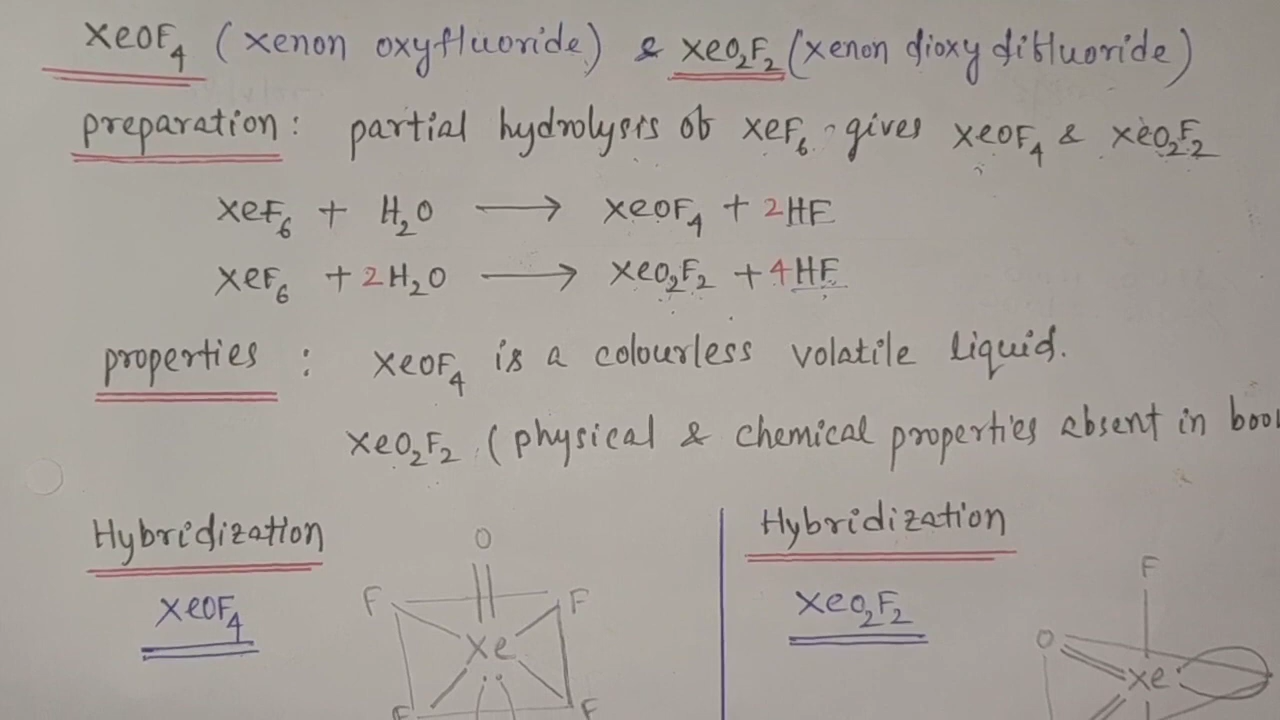 XeOF₄ (xenon oxyfluoride) & XeO₂F₂ (xenon dioxy difluoride)
preparation: partial hydrolysis of XeF₆ gives XeOF₄ & XeO₂F₂
XeF₆ + H₂O ⟶ XeOF₄ + 2HF
XeF₆ + 2H₂O ⟶ XeO₂F₂ + 4HF
properties : XeOF₄ is a colourless volatile liquid.
XeO₂F₂ (physical & chemical properties absent in
Hybridization
XeOF₄
O
F F
Xe
F F
Hybridization
XeO₂F₂
F
O
Xe